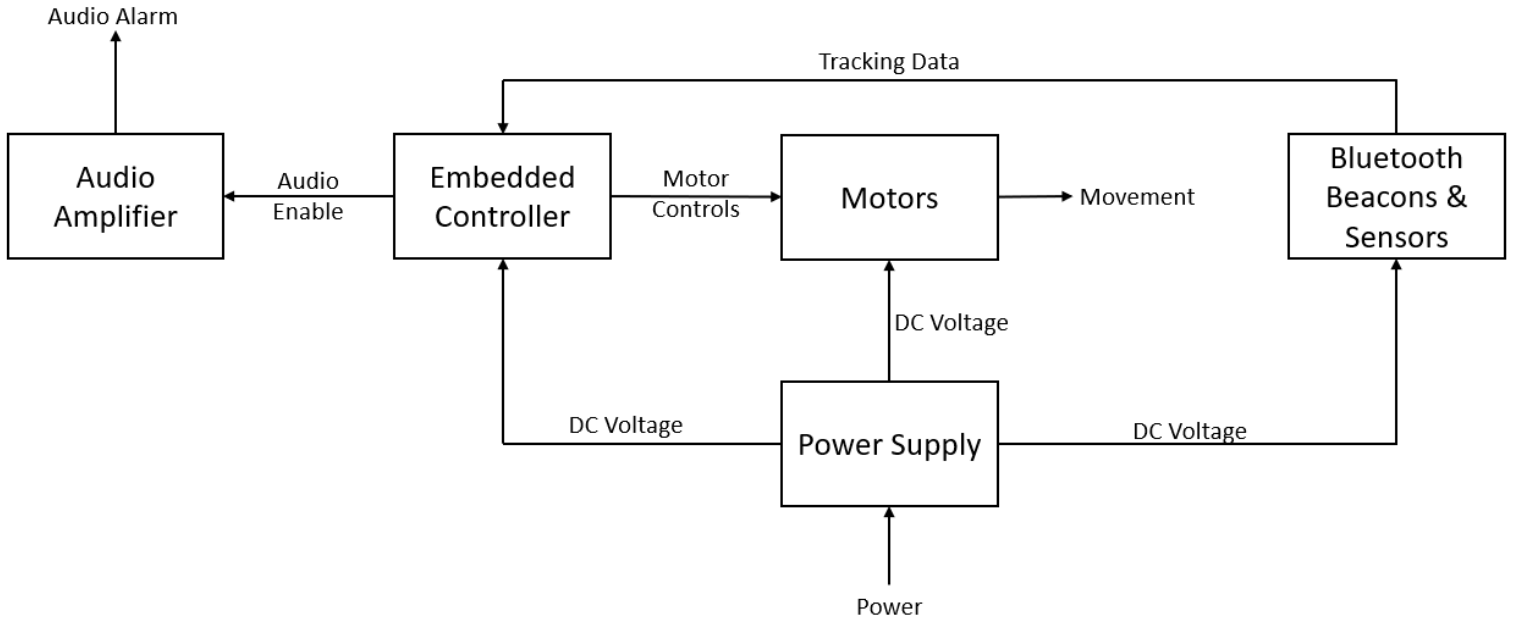 Audio Alarm
Tracking Data
Audio
Amplifier
Audio
Enable
Embedded
Controller
Motor
Controls
Motors
Movement
Bluetooth
Beacons &
Sensors
DC Voltage
DC Voltage
Power Supply
DC Voltage
Power